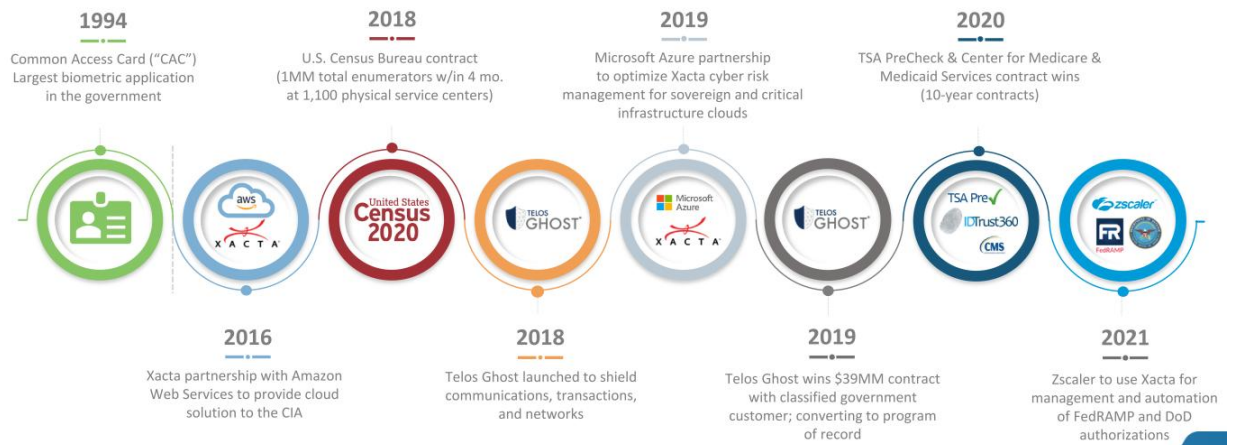 1994
Common Access Card (“CAC”)
Largest biometric application
in the government
2018
U.S. Census Bureau contract
(1MM total enumerators w/in 4 mo.
at 1,100 physical service centers)
2019
Microsoft Azure partnership
to optimize Xacta cyber risk
management for sovereign and critical
infrastructure clouds
2020
TSA PreCheck & Center for Medicare &
Medicaid Services contract wins
(10-year contracts)
aws
XACTA
United States
Census
2020
TELOS
GHOST
Microsoft
Azure
XACTA
TELOS
GHOST
TSA Pre
IDTrust360
CMS
zscaler
FR
FedRAMP
2016
Xacta partnership with Amazon
Web Services to provide cloud
solution to the CIA
2018
Telos Ghost launched to shield
communications, transactions,
and networks
2019
Telos Ghost wins $39MM contract
with classified government
customer; converting to program
of record
2021
Zscaler to use Xacta for
management and automation
of FedRAMP and DoD
authorizations